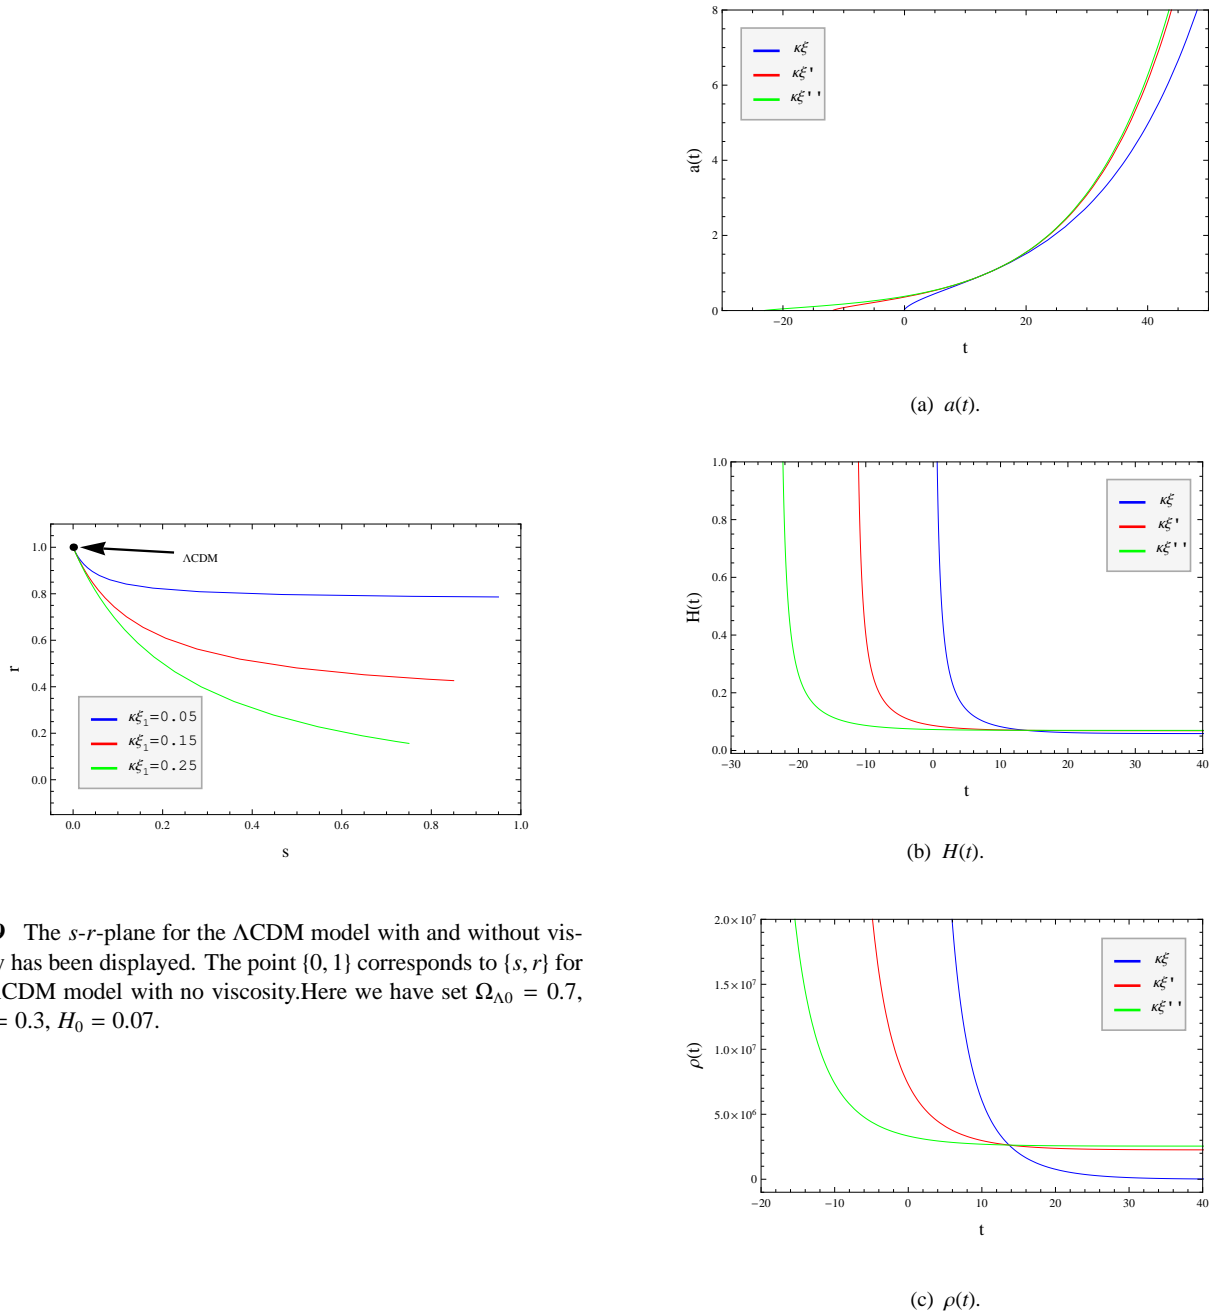 1.0
0.8
0.6
0.4
0.2
0.0
r
ΛCDM
κξ₁=0.05
κξ₁=0.15
κξ₁=0.25
0.0 0.2 0.4 0.6 0.8 1.0
s
The s-r-plane for the ΛCDM model with and without vis-
has been displayed. The point {0, 1} corresponds to {s, r} for
CDM model with no viscosity.Here we have set Ω_Λ0 = 0.7,
= 0.3, H₀ = 0.07.
8
6
4
2
0
a(t)
κξ
κξ'
κξ''
−20 0 20 40
t
(a) a(t).
1.0
0.8
0.6
0.4
0.2
0.0
H(t)
κξ
κξ'
κξ''
−30 −20 −10 0 10 20 30 40
t
(b) H(t).
2.0×10⁷
1.5×10⁷
1.0×10⁷
5.0×10⁶
0
ρ(t)
κξ
κξ'
κξ''
−20 −10 0 10 20 30 40
t
(c) ρ(t).